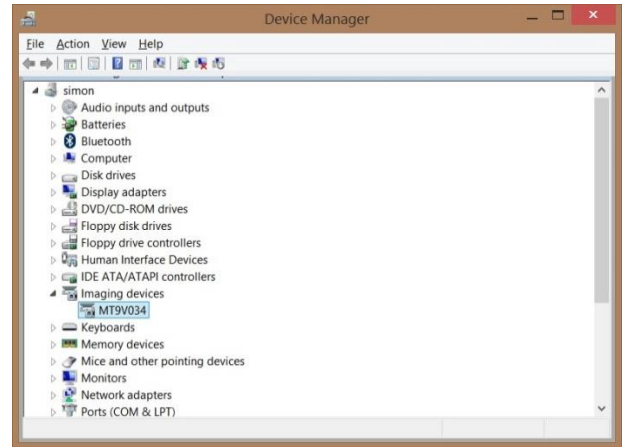 Device Manager
File Action View Help
simon
Audio inputs and outputs
Batteries
Bluetooth
Computer
Disk drives
Display adapters
DVD/CD-ROM drives
Floppy disk drives
Floppy drive controllers
Human Interface Devices
IDE ATA/ATAPI controllers
Imaging devices
MT9V034
Keyboards
Memory devices
Mice and other pointing devices
Monitors
Network adapters
Ports (COM & LPT)